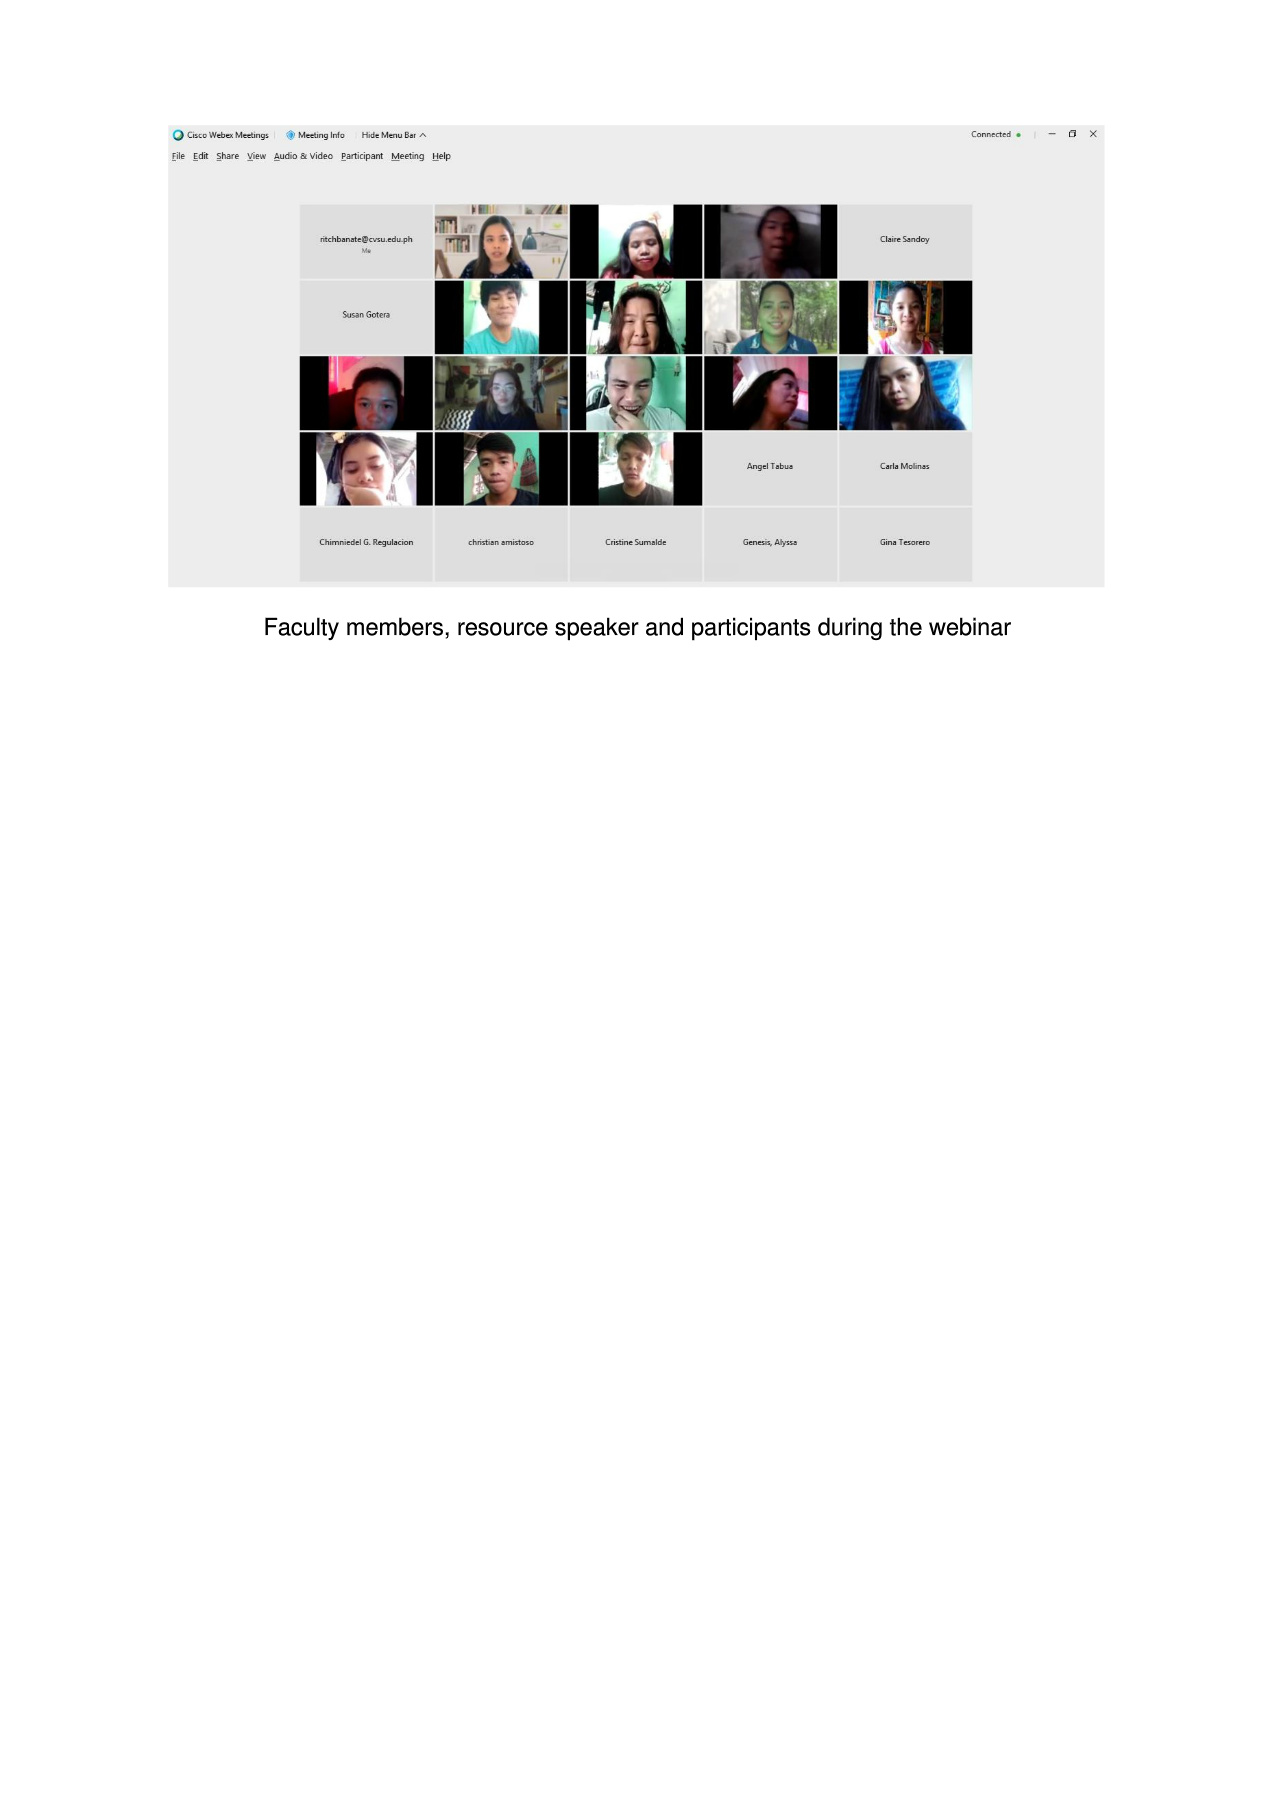 Cisco Webex Meetings Meeting Info Hide Menu Bar Connected
File Edit Share View Audio & Video Participant Meeting Help
ritchbanate@cvsu.edu.ph
Me
Claire Sandoy
Susan Gotera
Angel Tabua
Carla Molinas
Chimniedel G. Regulacion
christian amistoso
Cristine Sumalde
Genesis, Alyssa
Gina Tesorero
Faculty members, resource speaker and participants during the webinar